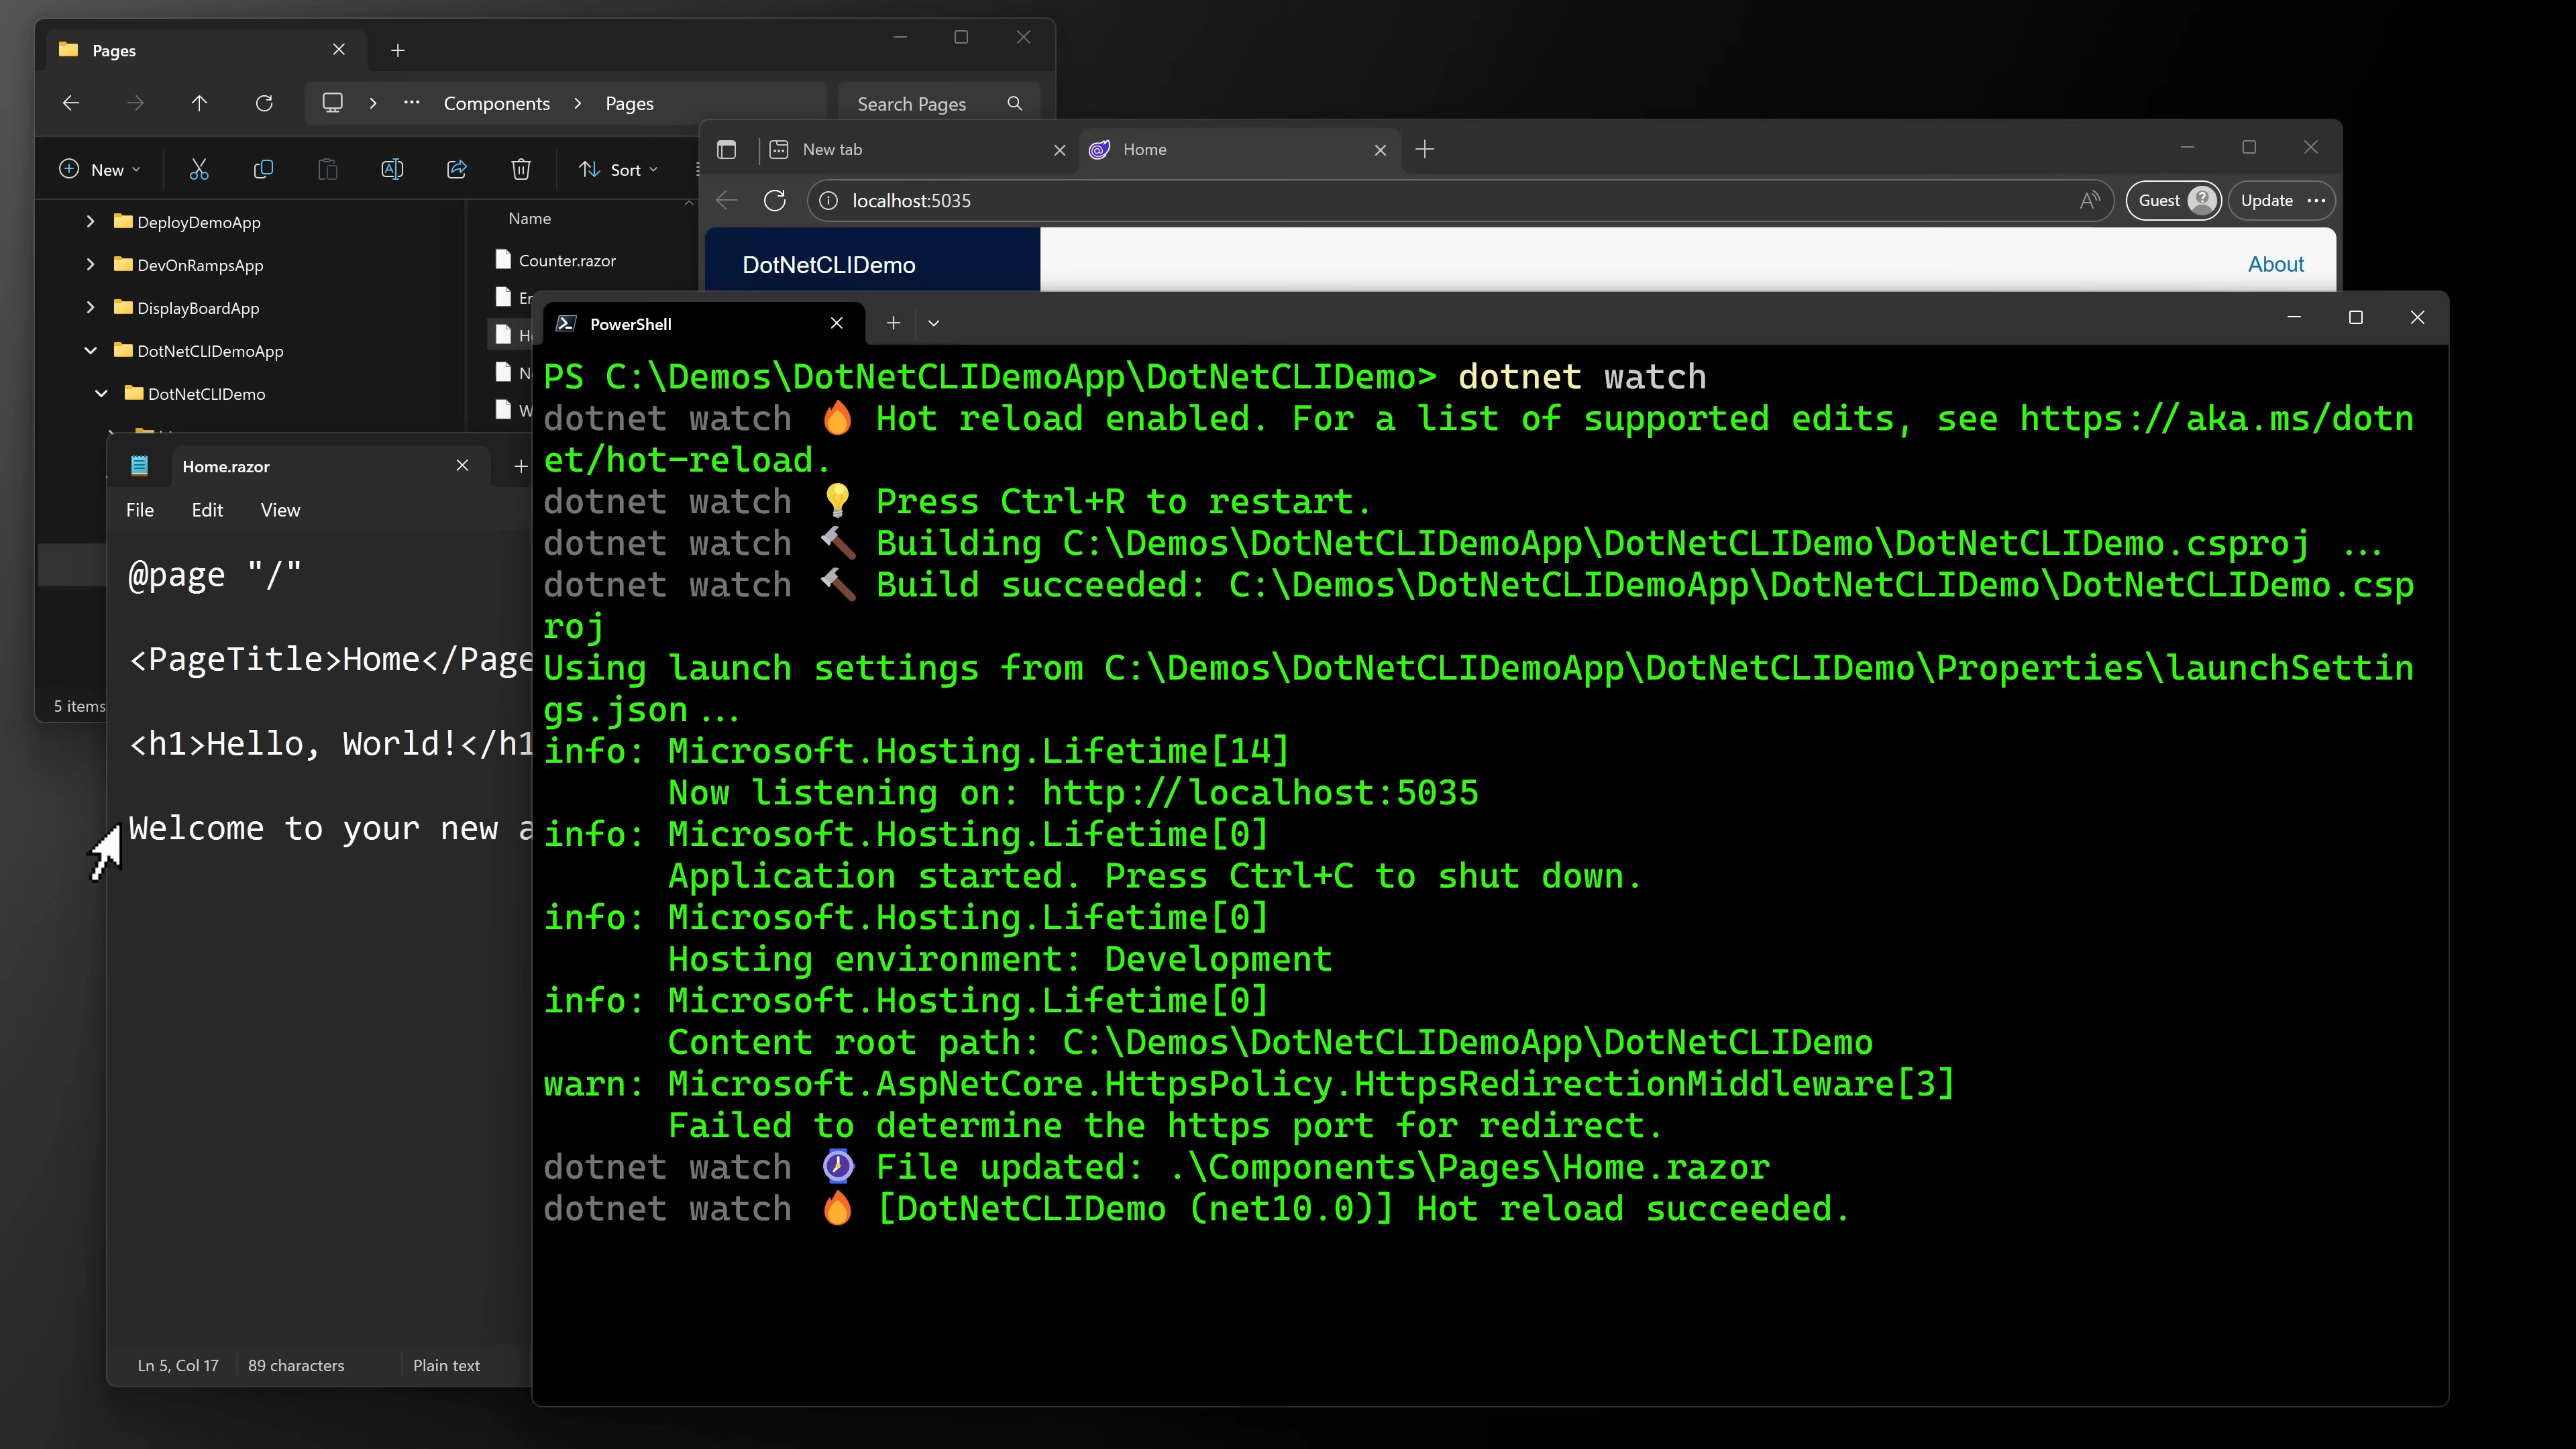 Pages
Components > Pages
Search Pages
New
Sort
DeployDemoApp
DevOnRampsApp
DisplayBoardApp
DotNetCLIDemoApp
DotNetCLIDemo
Name
Counter.razor
5 items
New tab
Home
localhost:5035
Guest
Update
DotNetCLIDemo
About
Home.razor
File Edit View
@page "/"
<PageTitle>Home</Page
<h1>Hello, World!</h1
Welcome to your new a
Ln 5, Col 17
89 characters
Plain text
PowerShell
PS C:\Demos\DotNetCLIDemoApp\DotNetCLIDemo> dotnet watch
dotnet watch 🔥 Hot reload enabled. For a list of supported edits, see https://aka.ms/dotn
et/hot-reload.
dotnet watch 💡 Press Ctrl+R to restart.
dotnet watch 🔨 Building C:\Demos\DotNetCLIDemoApp\DotNetCLIDemo\DotNetCLIDemo.csproj ...
dotnet watch 🔨 Build succeeded: C:\Demos\DotNetCLIDemoApp\DotNetCLIDemo\DotNetCLIDemo.csp
roj
Using launch settings from C:\Demos\DotNetCLIDemoApp\DotNetCLIDemo\Properties\launchSettin
gs.json...
info: Microsoft.Hosting.Lifetime[14]
Now listening on: http://localhost:5035
info: Microsoft.Hosting.Lifetime[0]
Application started. Press Ctrl+C to shut down.
info: Microsoft.Hosting.Lifetime[0]
Hosting environment: Development
info: Microsoft.Hosting.Lifetime[0]
Content root path: C:\Demos\DotNetCLIDemoApp\DotNetCLIDemo
warn: Microsoft.AspNetCore.HttpsPolicy.HttpsRedirectionMiddleware[3]
Failed to determine the https port for redirect.
dotnet watch ⌚ File updated: .\Components\Pages\Home.razor
dotnet watch 🔥 [DotNetCLIDemo (net10.0)] Hot reload succeeded.